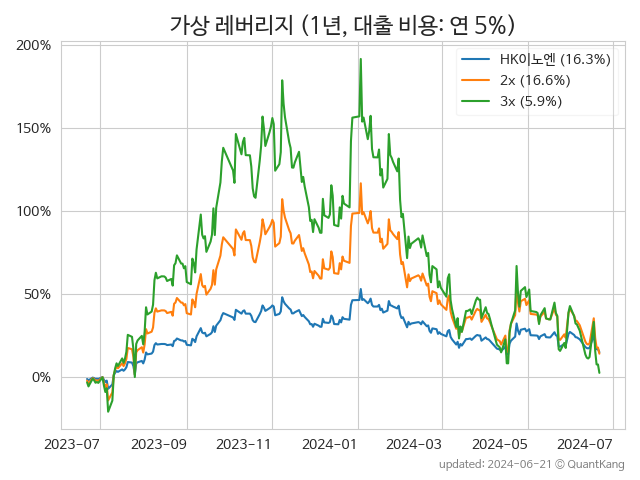 가상 레버리지 (1년, 대출 비용: 연 5%)
200%
150%
100%
50%
0%
HK이노엔 (16.3%)
2x (16.6%)
3x (5.9%)
2023-07 2023-09 2023-11 2024-01 2024-03 2024-05 2024-07
updated: 2024-06-21 © QuantKang